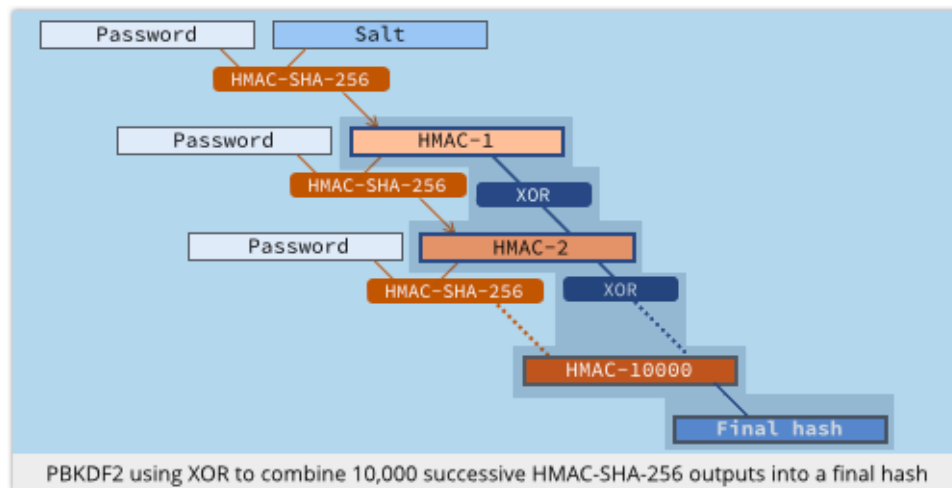 Password Salt
HMAC-SHA-256
Password HMAC-1
HMAC-SHA-256 XOR
Password HMAC-2
HMAC-SHA-256 XOR
HMAC-10000
Final hash
PBKDF2 using XOR to combine 10,000 successive HMAC-SHA-256 outputs into a final hash